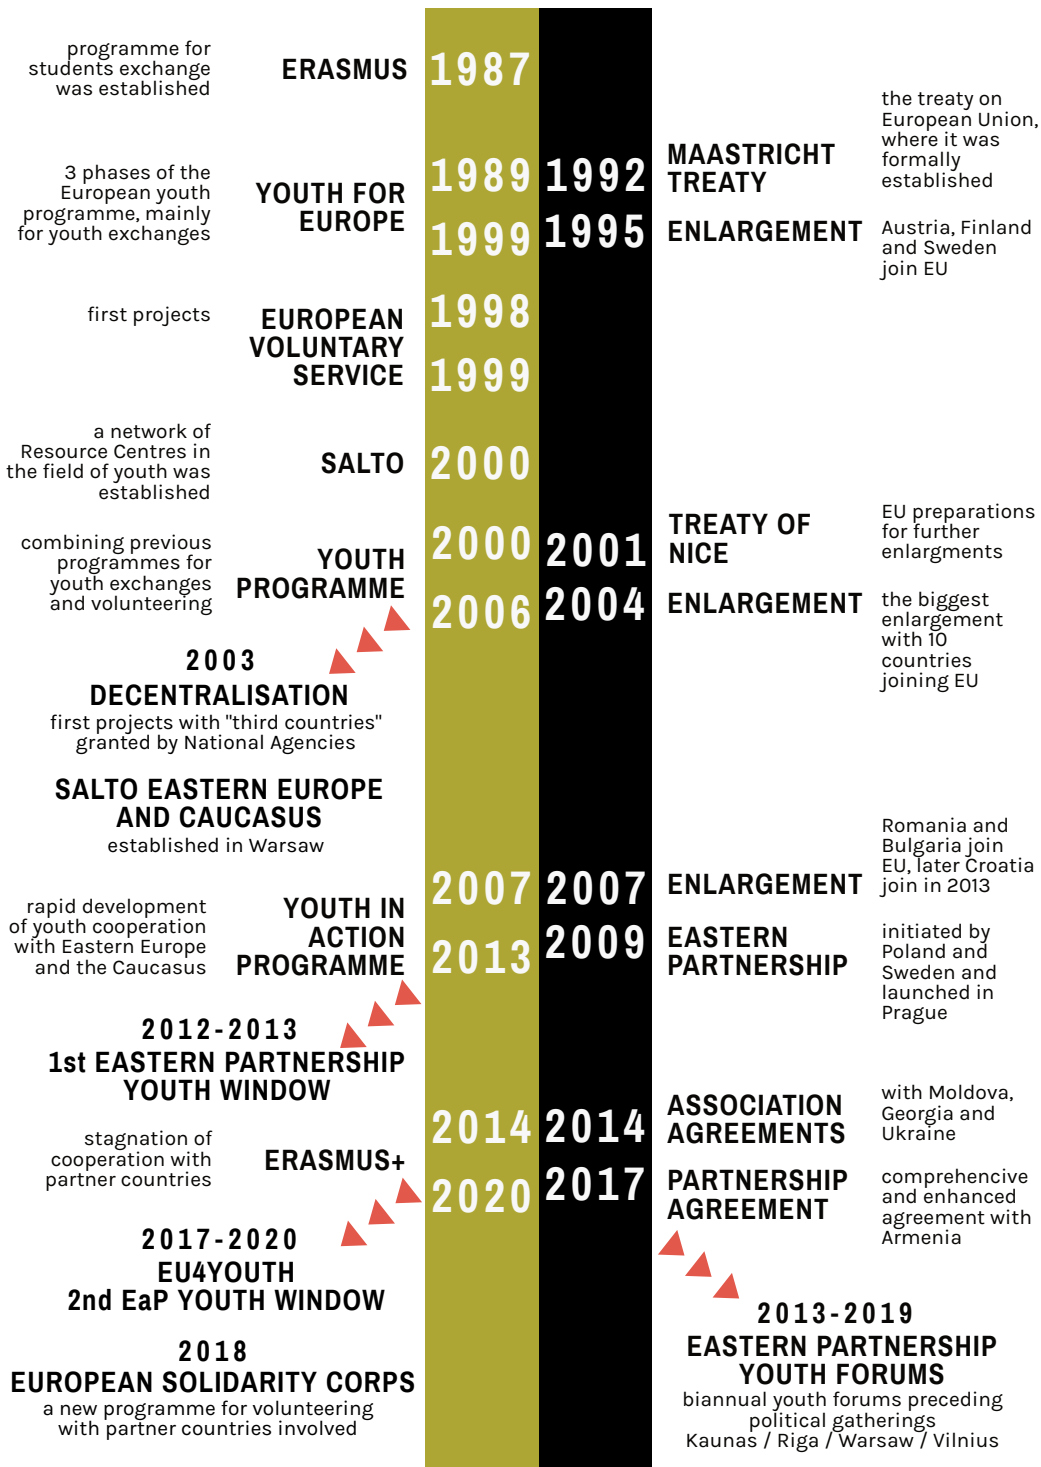 programme for
students exchange
was established
ERASMUS
1987
the treaty on
European Union,
where it was
formally
established
MAASTRICHT
TREATY
1992
3 phases of the
European youth
programme, mainly
for youth exchanges
YOUTH FOR
EUROPE
1989
1999
1995
ENLARGEMENT
Austria, Finland
and Sweden
join EU
first projects
EUROPEAN
VOLUNTARY
SERVICE
1998
1999
a network of
Resource Centres in
the field of youth was
established
SALTO
2000
combining previous
programmes for
youth exchanges
and volunteering
YOUTH
PROGRAMME
2000
2006
2001
TREATY OF
NICE
EU preparations
for further
enlargments
2004
ENLARGEMENT
the biggest
enlargement
with 10
countries
joining EU
2003
DECENTRALISATION
first projects with "third countries"
granted by National Agencies
SALTO EASTERN EUROPE
AND CAUCASUS
established in Warsaw
rapid development
of youth cooperation
with Eastern Europe
and the Caucasus
YOUTH IN
ACTION
PROGRAMME
2007
2013
2007
ENLARGEMENT
Romania and
Bulgaria join
EU, later Croatia
join in 2013
2009
EASTERN
PARTNERSHIP
initiated by
Poland and
Sweden and
launched in
Prague
2012-2013
1st EASTERN PARTNERSHIP
YOUTH WINDOW
stagnation of
cooperation with
partner countries
ERASMUS+
2014
2020
2014
ASSOCIATION
AGREEMENTS
with Moldova,
Georgia and
Ukraine
2017
PARTNERSHIP
AGREEMENT
comprehencive
and enhanced
agreement with
Armenia
2017-2020
EU4YOUTH
2nd EaP YOUTH WINDOW
2018
EUROPEAN SOLIDARITY CORPS
a new programme for volunteering
with partner countries involved
2013-2019
EASTERN PARTNERSHIP
YOUTH FORUMS
biannual youth forums preceding
political gatherings
Kaunas / Riga / Warsaw / Vilnius